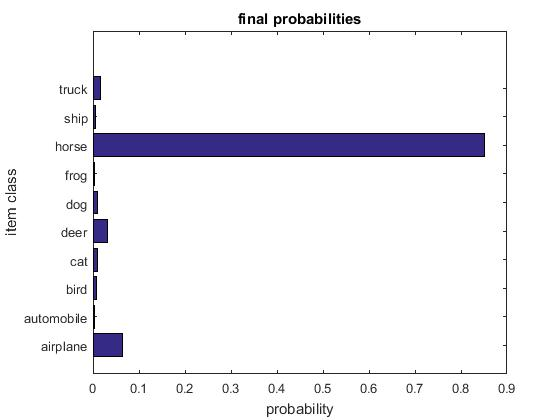 final probabilities
item class
truck
ship
horse
frog
dog
deer
cat
bird
automobile
airplane
0 0.1 0.2 0.3 0.4 0.5 0.6 0.7 0.8 0.9
probability